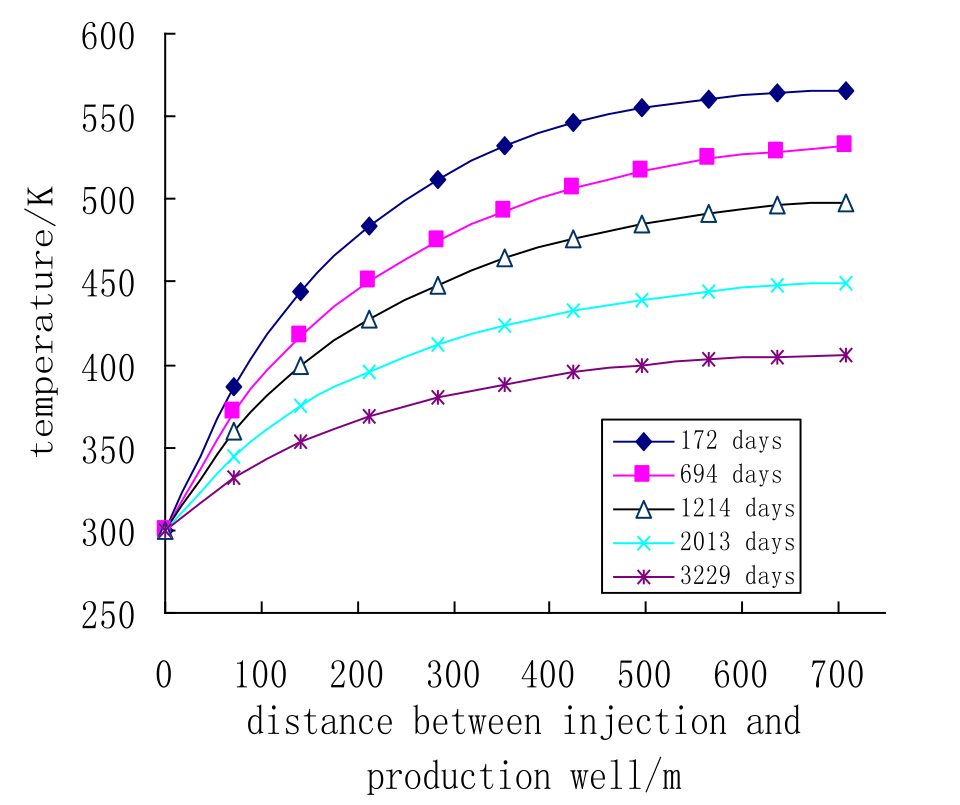 600
550
500
450
400
350
300
250
temperature/K
172 days
694 days
1214 days
2013 days
3229 days
0 100 200 300 400 500 600 700
distance between injection and
production well/m